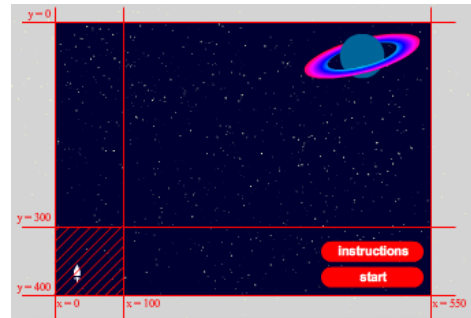 y = 0
y = 300
instructions
start
y = 400
x = 0
x = 100
x = 550